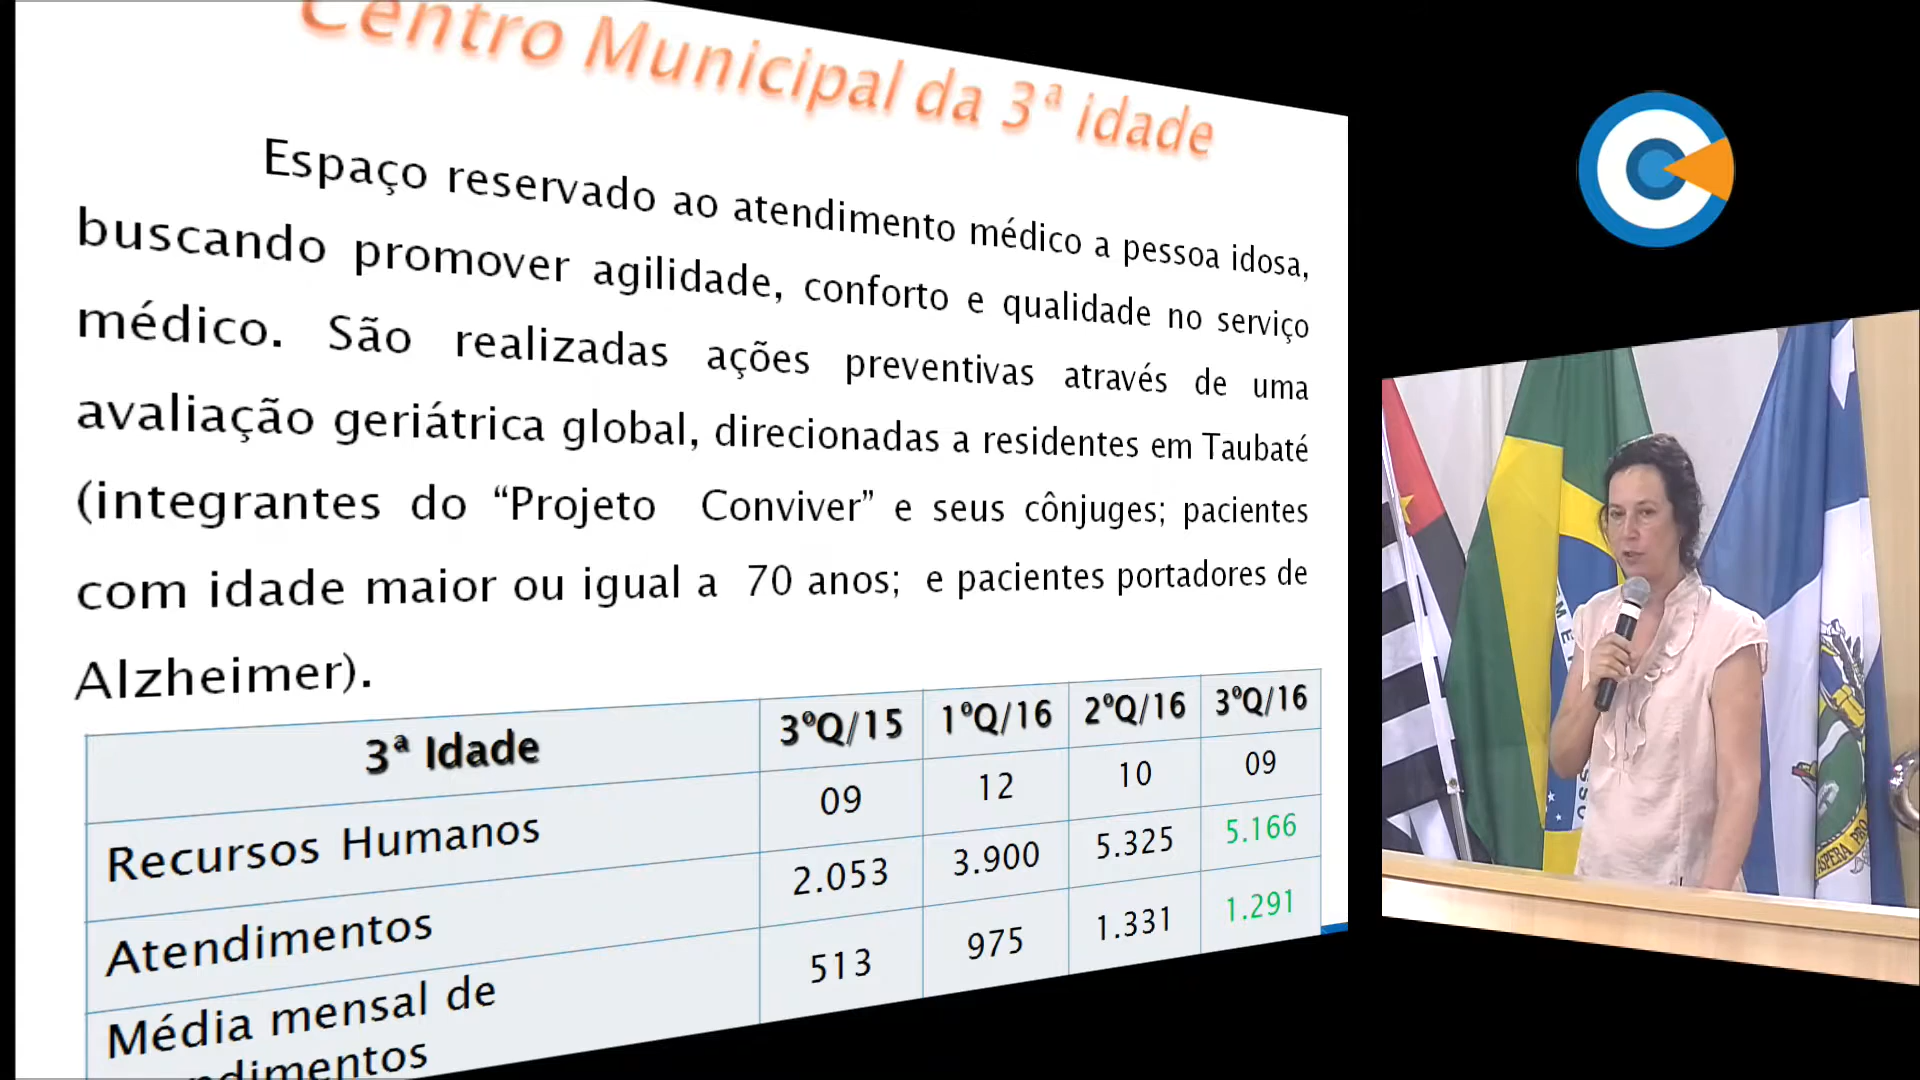 Centro Municipal da 3ª idade
Espaço reservado ao atendimento médico a pessoa idosa,
buscando promover agilidade, conforto e qualidade no serviço
médico. São realizadas ações preventivas através de uma
avaliação geriátrica global, direcionadas a residentes em Taubaté
(integrantes do “Projeto Conviver” e seus cônjuges; pacientes
com idade maior ou igual a 70 anos; e pacientes portadores de
Alzheimer).
3ª Idade 3ºQ/15 1ºQ/16 2ºQ/16 3ºQ/16
Recursos Humanos 09 12 10 09
Atendimentos 2.053 3.900 5.325 5.166
Média mensal de 513 975 1.331 1.291